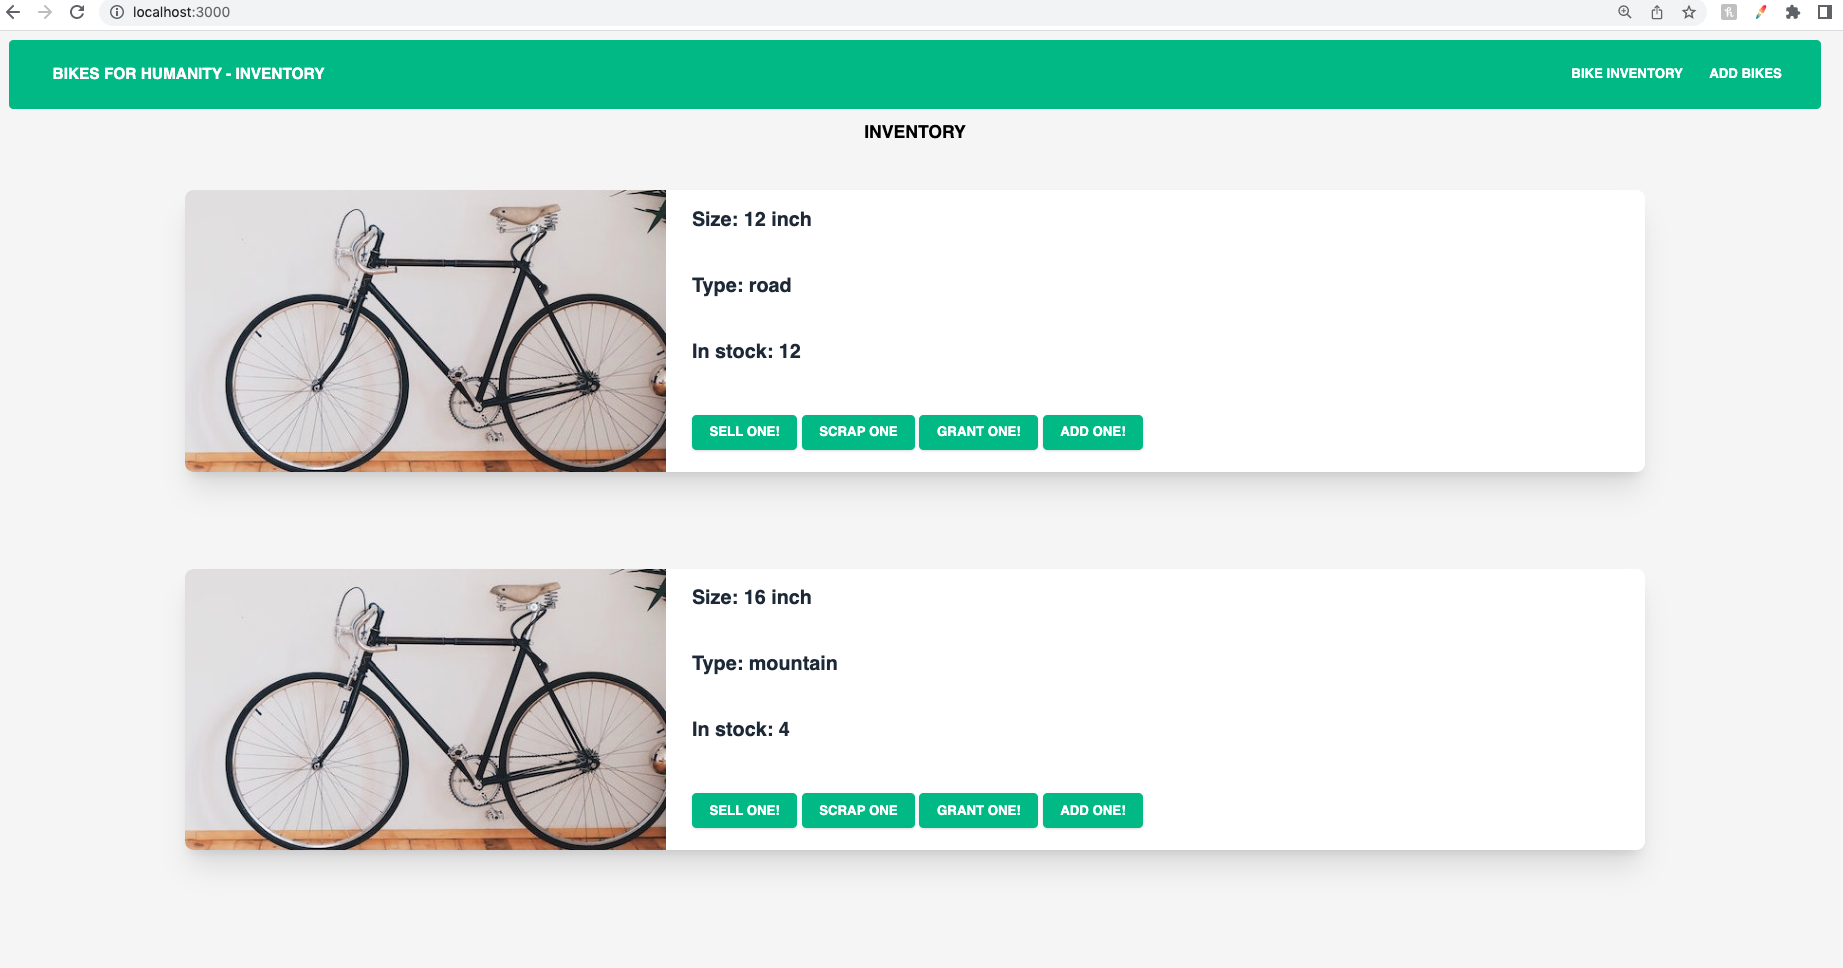 localhost:3000
BIKES FOR HUMANITY - INVENTORY
BIKE INVENTORY
ADD BIKES
INVENTORY
Size: 12 inch
Type: road
In stock: 12
SELL ONE! SCRAP ONE GRANT ONE! ADD ONE!
Size: 16 inch
Type: mountain
In stock: 4
SELL ONE! SCRAP ONE GRANT ONE! ADD ONE!